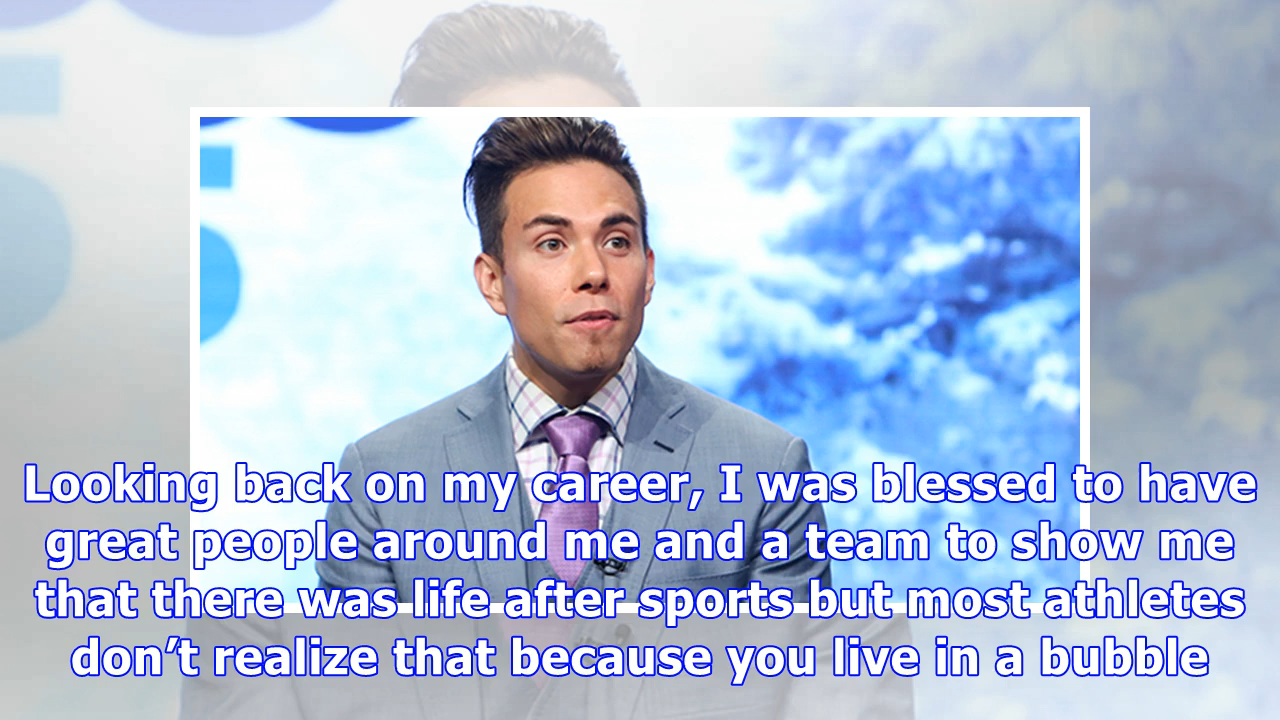 Looking back on my career, I was blessed to have
great people around me and a team to show me
that there was life after sports but most athletes
don’t realize that because you live in a bubble